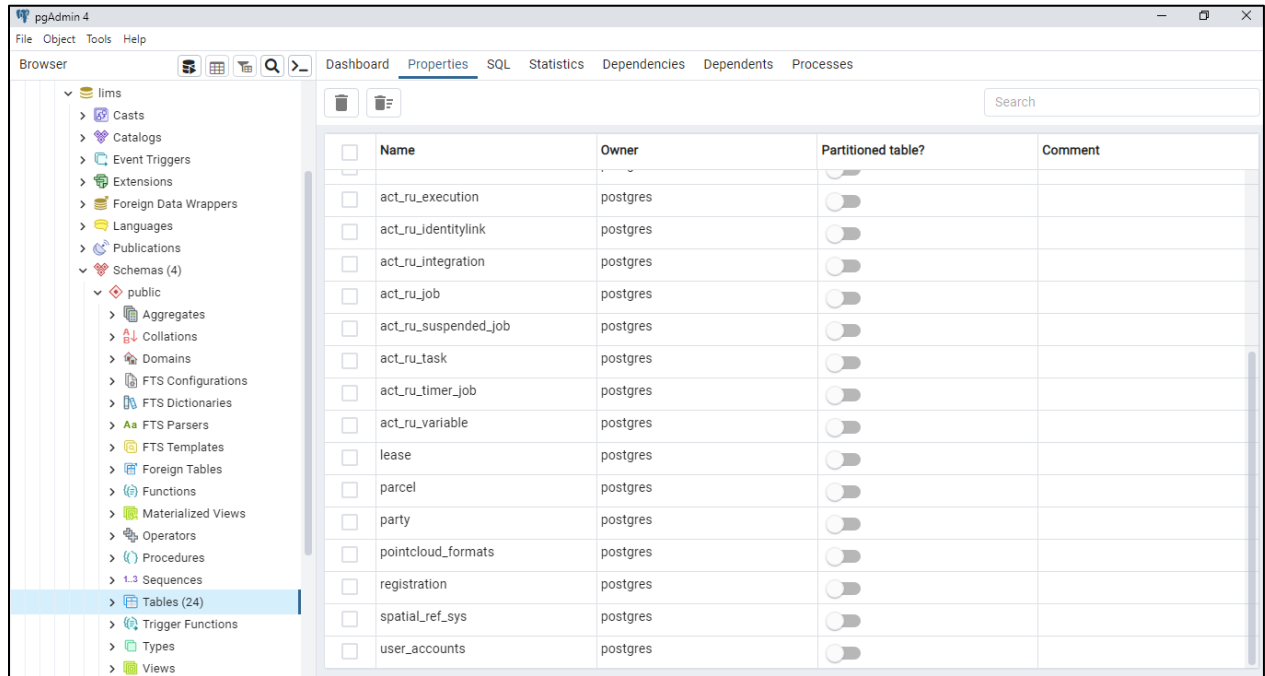 pgAdmin 4
File Object Tools Help
Browser
Dashboard Properties SQL Statistics Dependencies Dependents Processes
Search
lims
Casts
Catalogs
Event Triggers
Extensions
Foreign Data Wrappers
Languages
Publications
Schemas (4)
public
Aggregates
Collations
Domains
FTS Configurations
FTS Dictionaries
Aa FTS Parsers
FTS Templates
Foreign Tables
Functions
Materialized Views
Operators
Procedures
1..3 Sequences
Tables (24)
Trigger Functions
Types
Views
Name Owner Partitioned table? Comment
act_ru_execution postgres
act_ru_identitylink postgres
act_ru_integration postgres
act_ru_job postgres
act_ru_suspended_job postgres
act_ru_task postgres
act_ru_timer_job postgres
act_ru_variable postgres
lease postgres
parcel postgres
party postgres
pointcloud_formats postgres
registration postgres
spatial_ref_sys postgres
user_accounts postgres